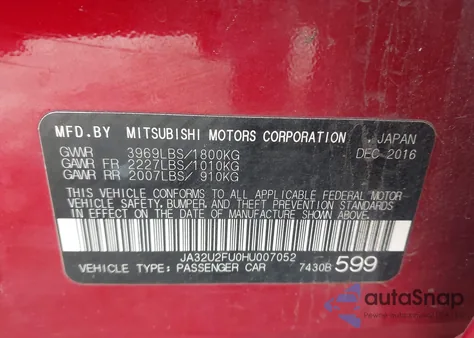 MFD.BY MITSUBISHI MOTORS CORPORATION , JAPAN
GVWR 3969LBS/1800KG DEC 2016
GAWR FR 2227LBS/1010KG
GAWR RR 2007LBS/ 910KG
THIS VEHICLE CONFORMS TO ALL APPLICABLE FEDERAL MOTOR
VEHICLE SAFETY, BUMPER, AND THEFT PREVENTION STANDARDS
IN EFFECT ON THE DATE OF MANUFACTURE SHOWN ABOVE.
JA32U2FU0HU007052
VEHICLE TYPE: PASSENGER CAR 7430B 599
autoSnap